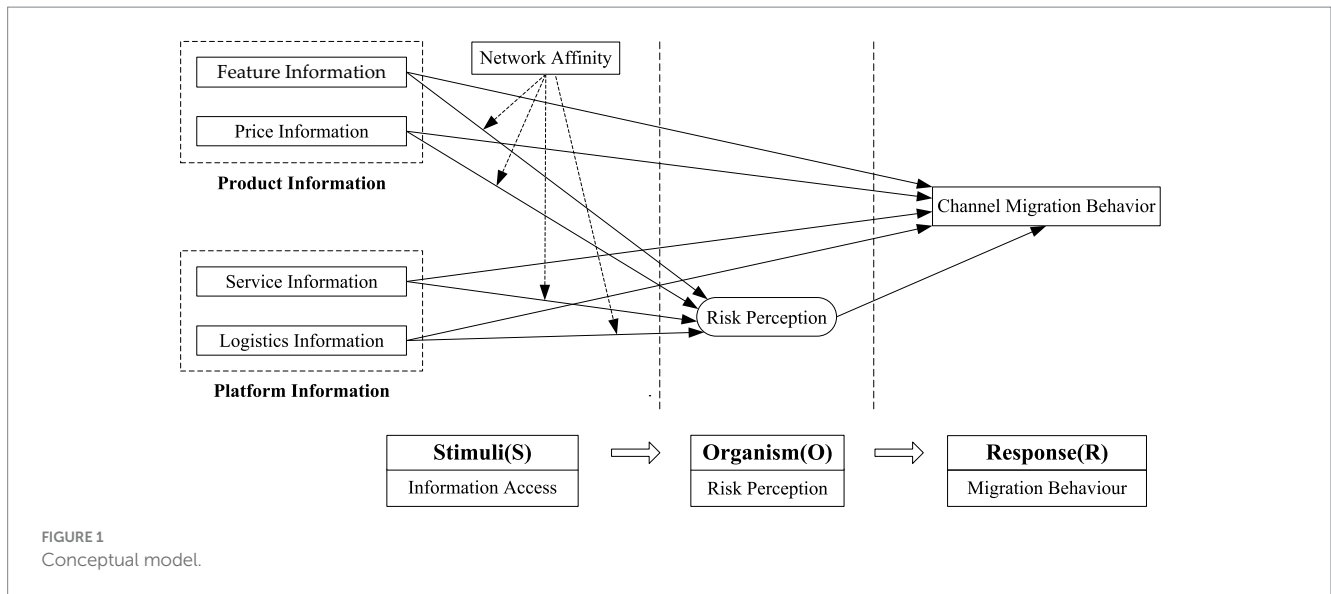 Feature Information
Price Information
Product Information
Network Affinity
Service Information
Logistics Information
Platform Information
Risk Perception
Channel Migration Behavior
Stimuli(S)
Information Access
Organism(O)
Risk Perception
Response(R)
Migration Behaviour
FIGURE 1
Conceptual model.